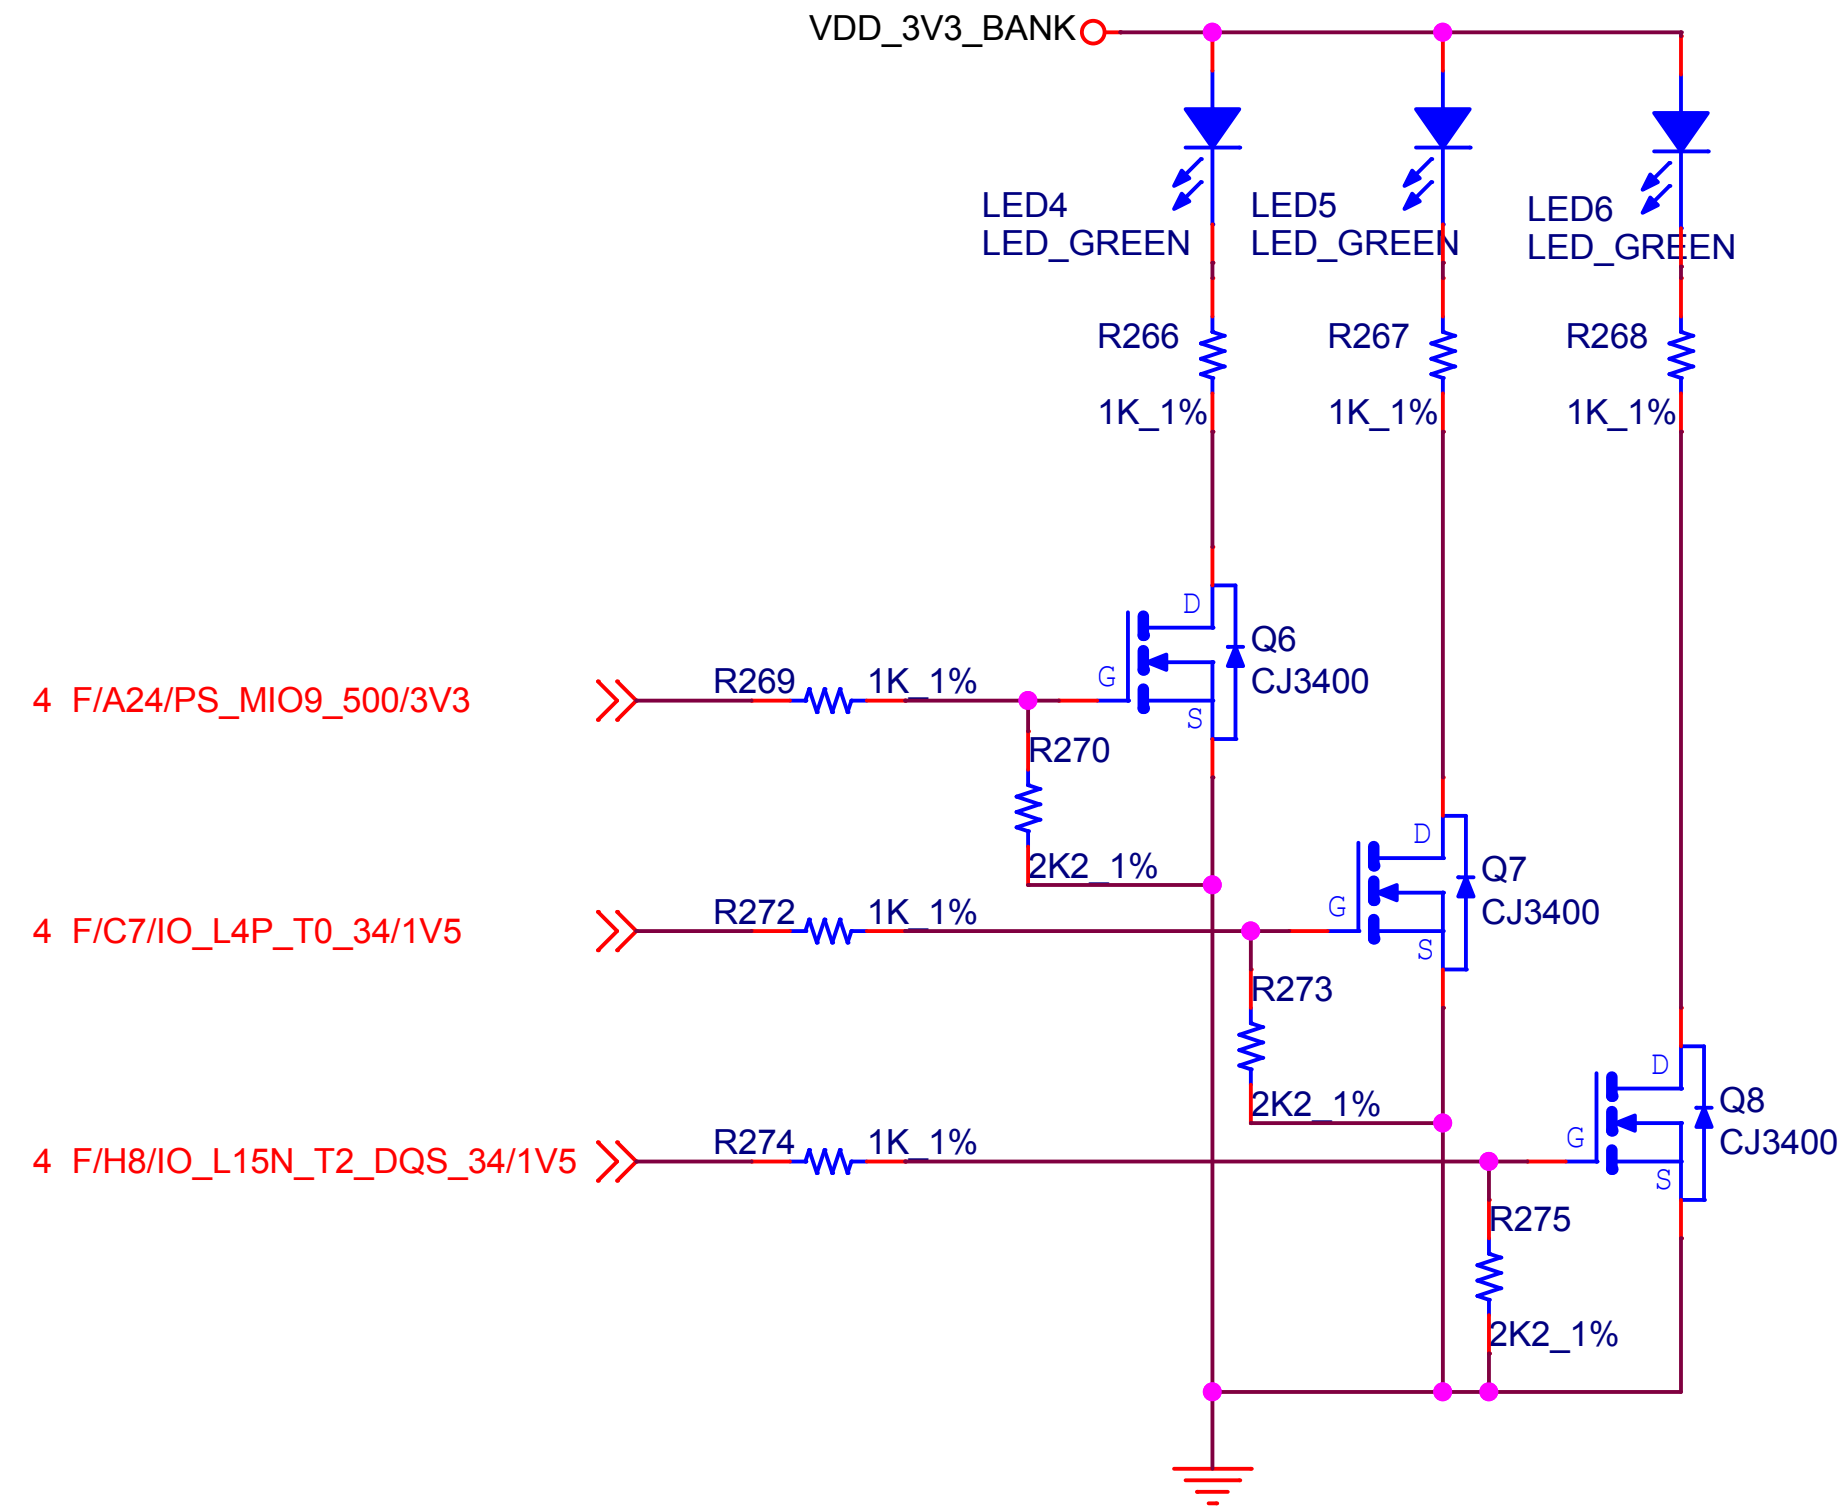 VDD_3V3_BANK
LED4
LED_GREEN
LED5
LED_GREEN
LED6
LED_GREEN
R266
1K_1%
R267
1K_1%
R268
1K_1%
D
G
S
Q6
CJ3400
4 F/A24/PS_MIO9_500/3V3
R269 1K_1%
R270
2K2_1%
D
G
S
Q7
CJ3400
4 F/C7/IO_L4P_T0_34/1V5
R272 1K_1%
R273
2K2_1%
D
G
S
Q8
CJ3400
4 F/H8/IO_L15N_T2_DQS_34/1V5
R274 1K_1%
R275
2K2_1%